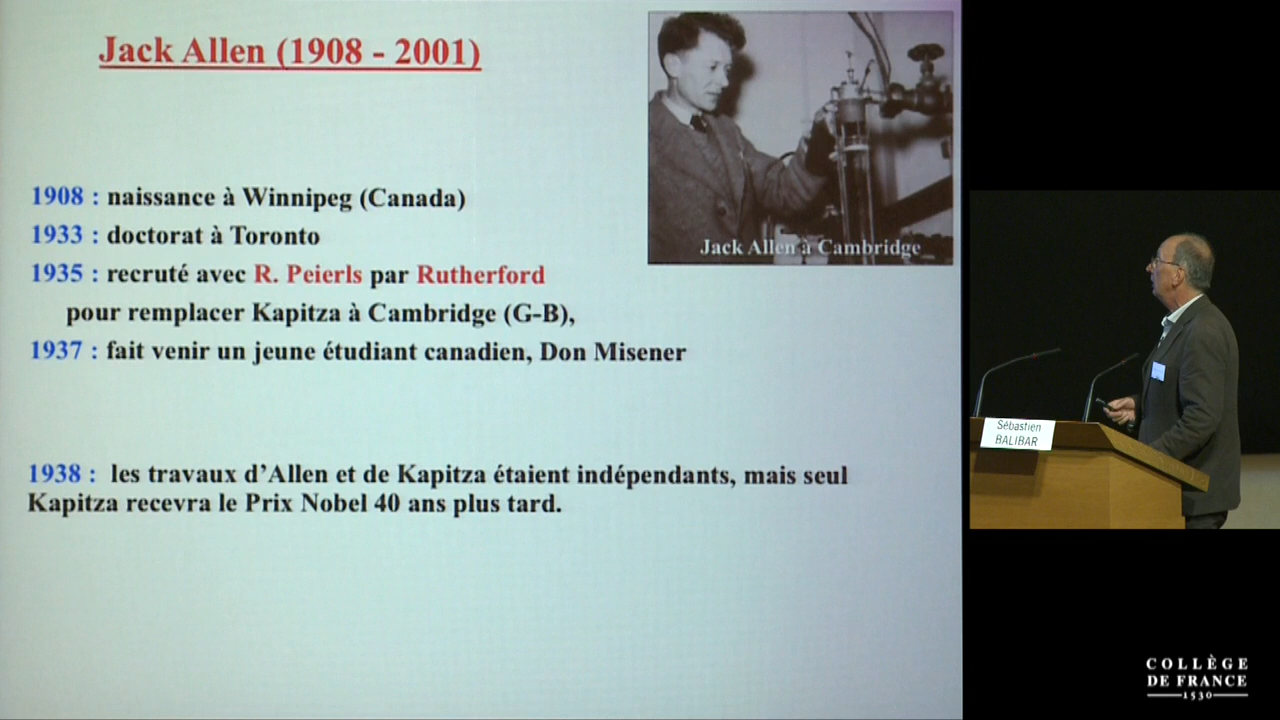 Jack Allen (1908 - 2001)
Jack Allen à Cambridge
1908 : naissance à Winnipeg (Canada)
1933 : doctorat à Toronto
1935 : recruté avec R. Peierls par Rutherford
pour remplacer Kapitza à Cambridge (G-B),
1937 : fait venir un jeune étudiant canadien, Don Misener
1938 : les travaux d'Allen et de Kapitza étaient indépendants, mais seul
Kapitza recevra le Prix Nobel 40 ans plus tard.
Sébastien
BALIBAR
COLLÈGE
DE FRANCE
1530